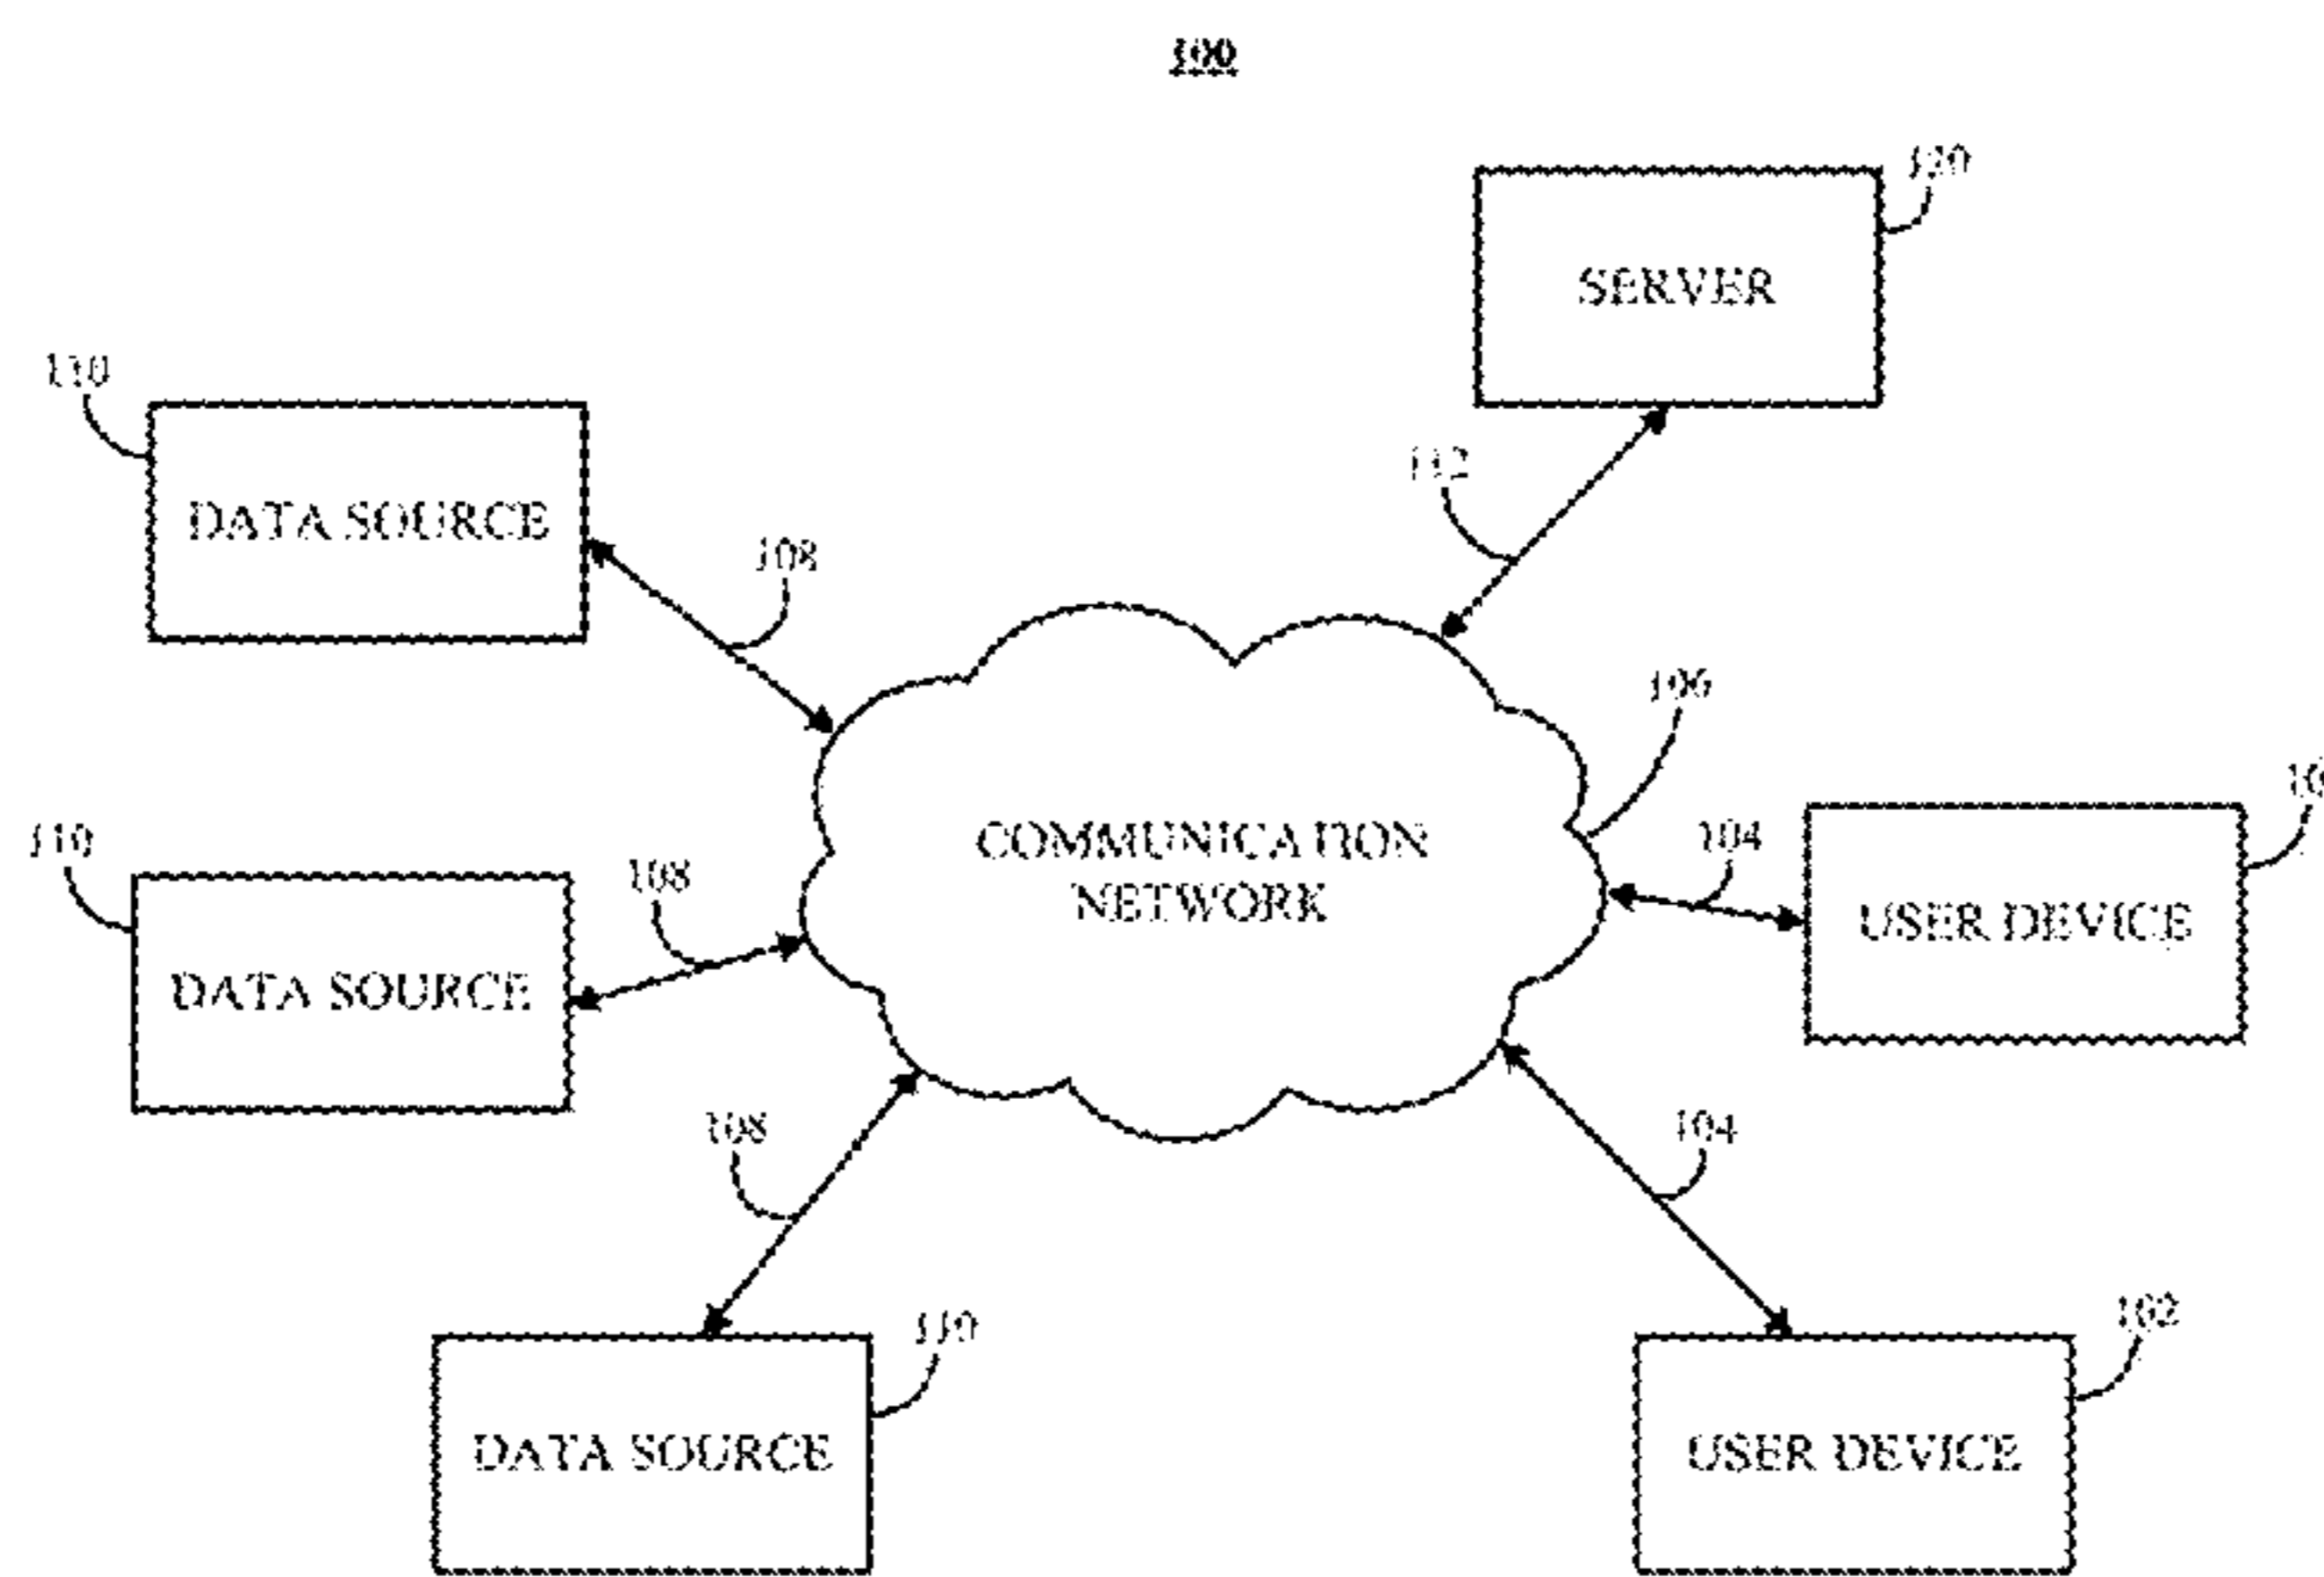 100
120
SERVER
110
DATA SOURCE
112
108
106
COMMUNICATION
NETWORK
104
USER DEVICE
110
108
DATA SOURCE
108
104
110
DATA SOURCE
102
USER DEVICE